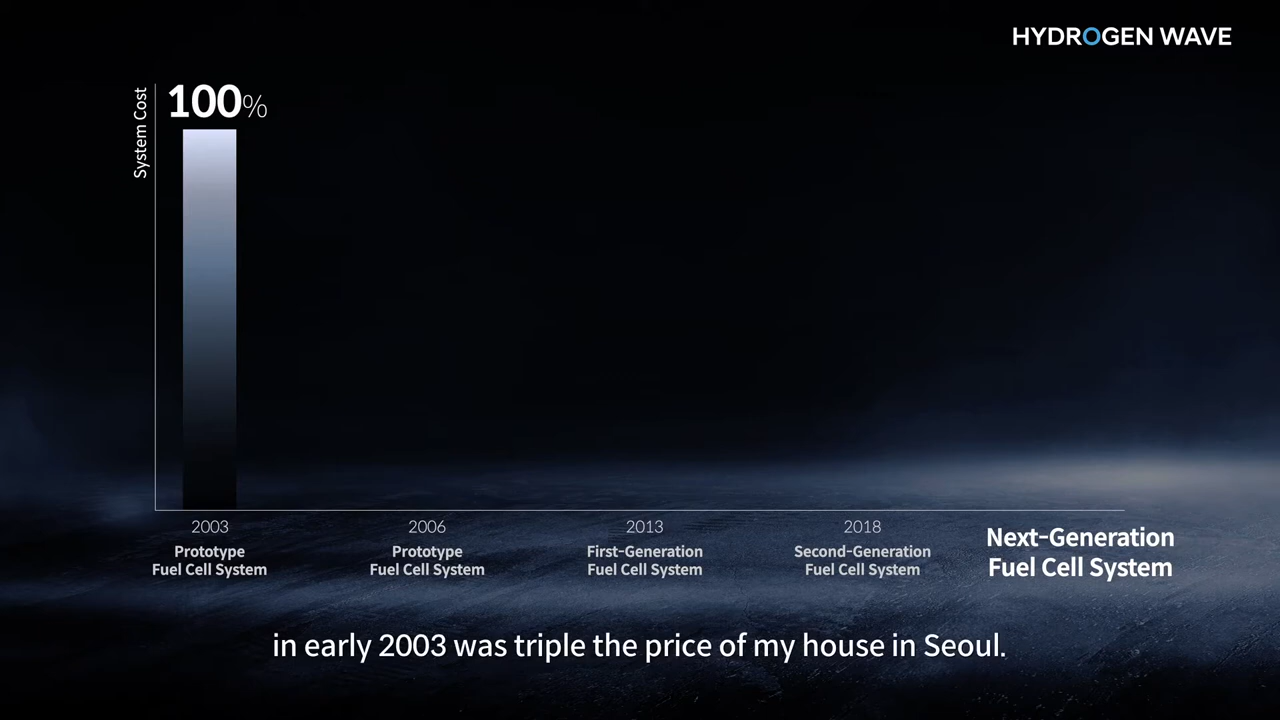 HYDROGEN WAVE
System Cost
100%
2003
Prototype
Fuel Cell System
2006
Prototype
Fuel Cell System
2013
First-Generation
Fuel Cell System
2018
Second-Generation
Fuel Cell System
Next-Generation
Fuel Cell System
in early 2003 was triple the price of my house in Seoul.